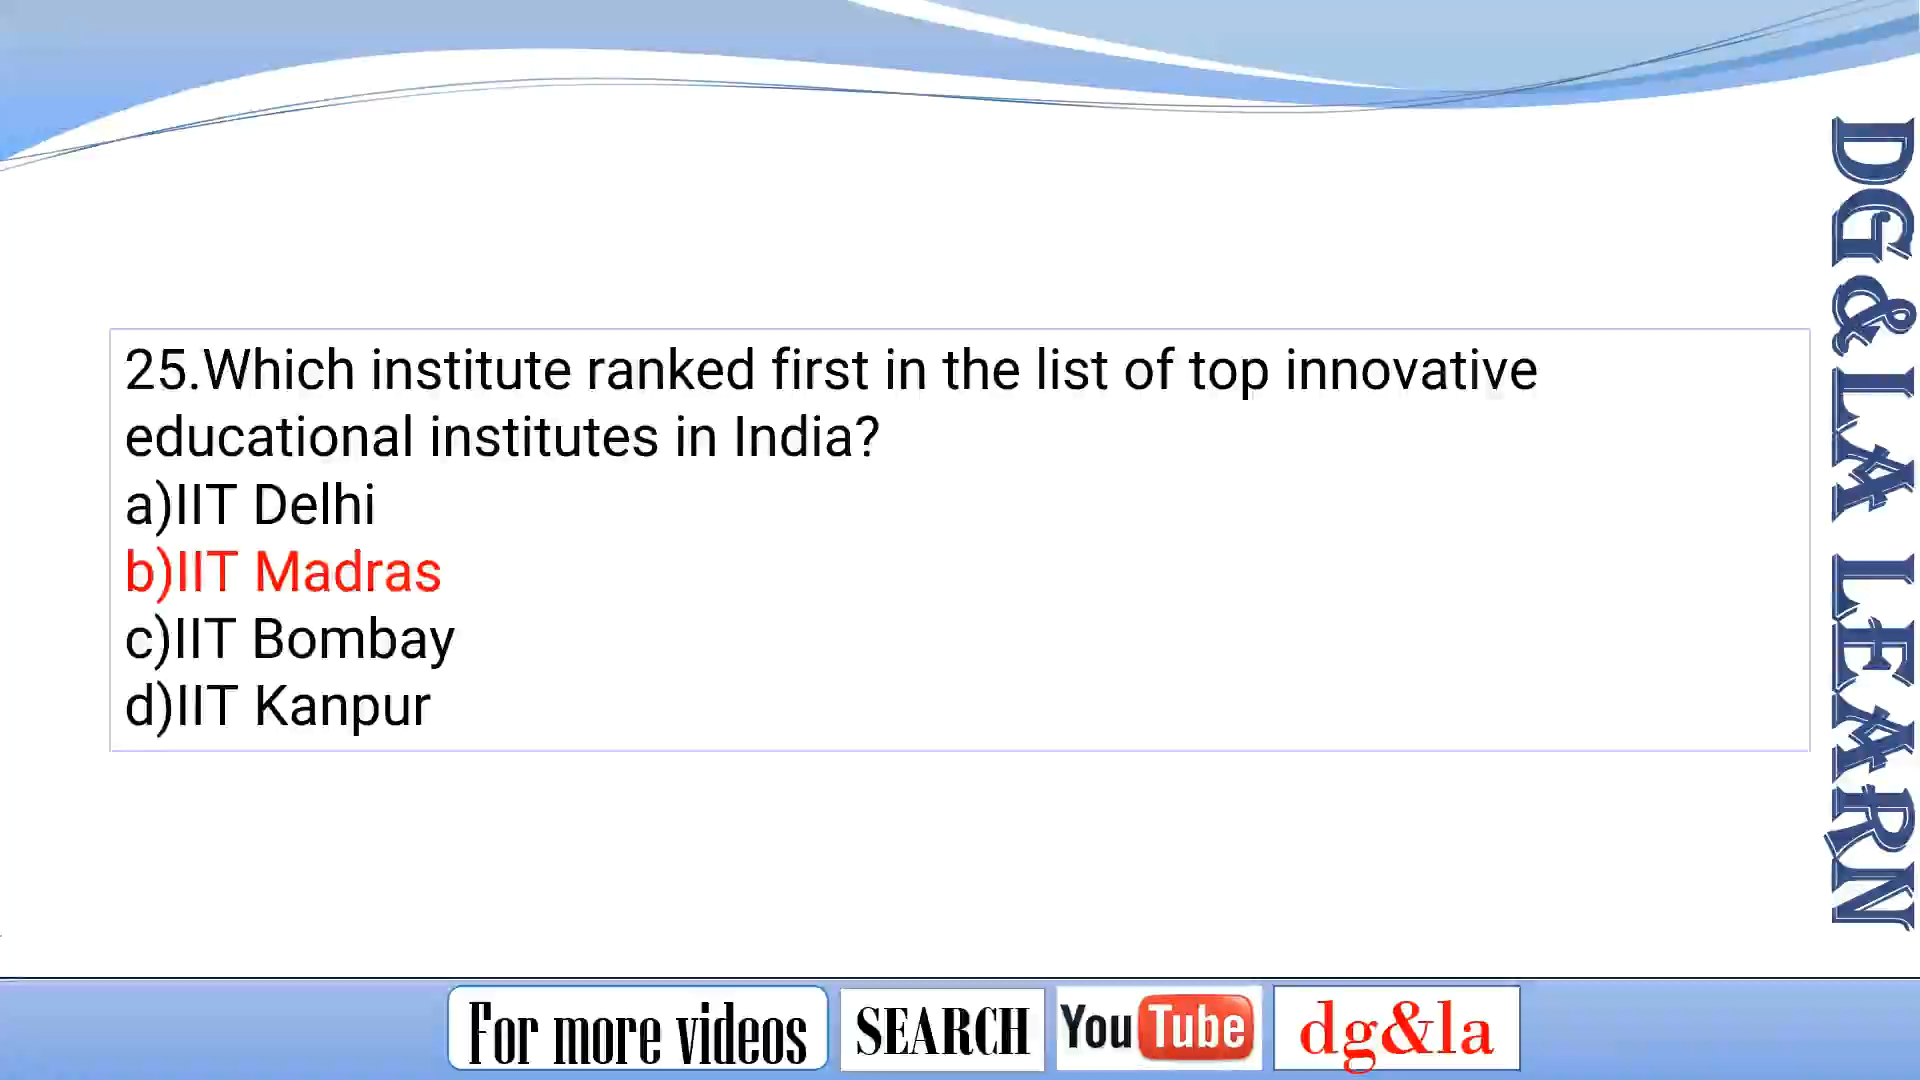 25.Which institute ranked first in the list of top innovative
educational institutes in India?
a)IIT Delhi
b)IIT Madras
c)IIT Bombay
d)IIT Kanpur
DG&LA LEARN
For more videos SEARCH YouTube dg&la